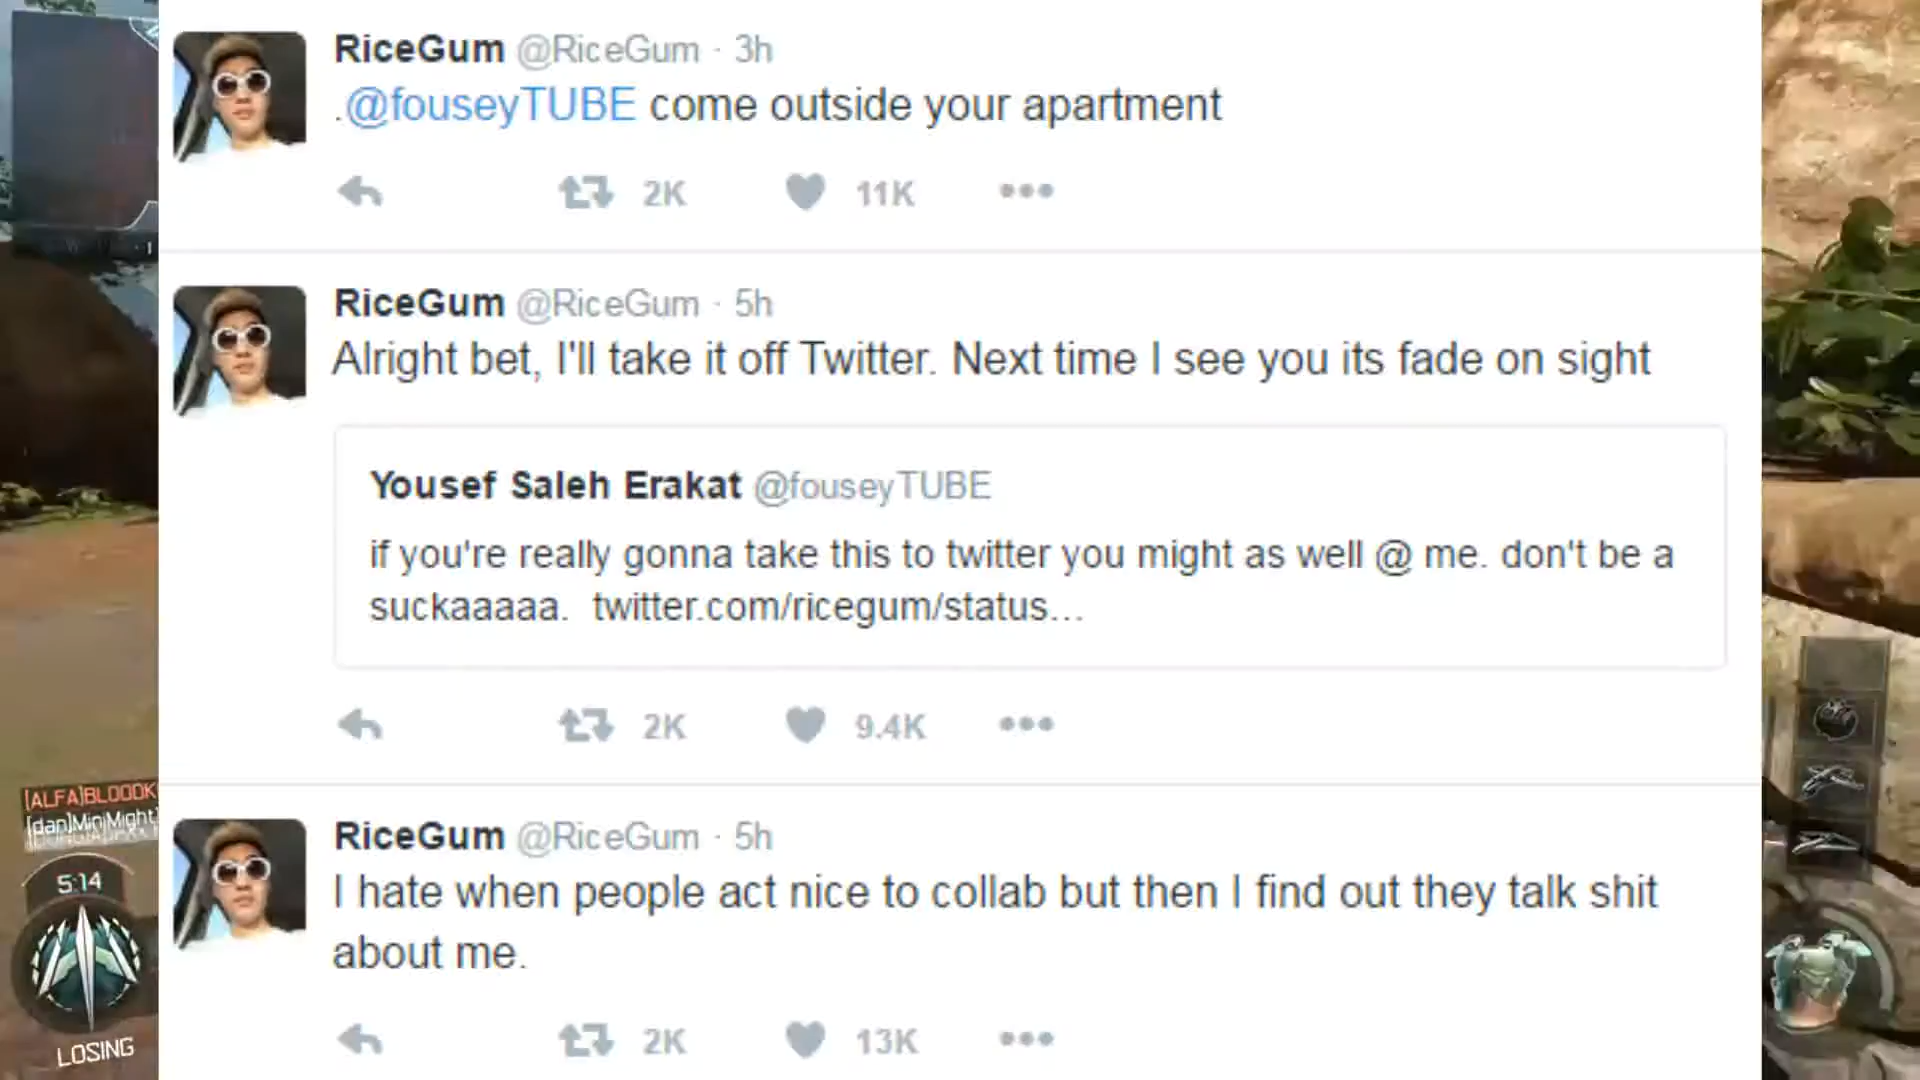 RiceGum @RiceGum · 3h
.@fouseyTUBE come outside your apartment
2K 11K
RiceGum @RiceGum · 5h
Alright bet, I'll take it off Twitter. Next time I see you its fade on sight
Yousef Saleh Erakat @fouseyTUBE
if you're really gonna take this to twitter you might as well @ me. don't be a
suckaaaaa. twitter.com/ricegum/status...
2K 9.4K
RiceGum @RiceGum · 5h
I hate when people act nice to collab but then I find out they talk shit
about me.
2K 13K
[ALFA]BLOODK
[dan]MiniMight
5:14
LOSING